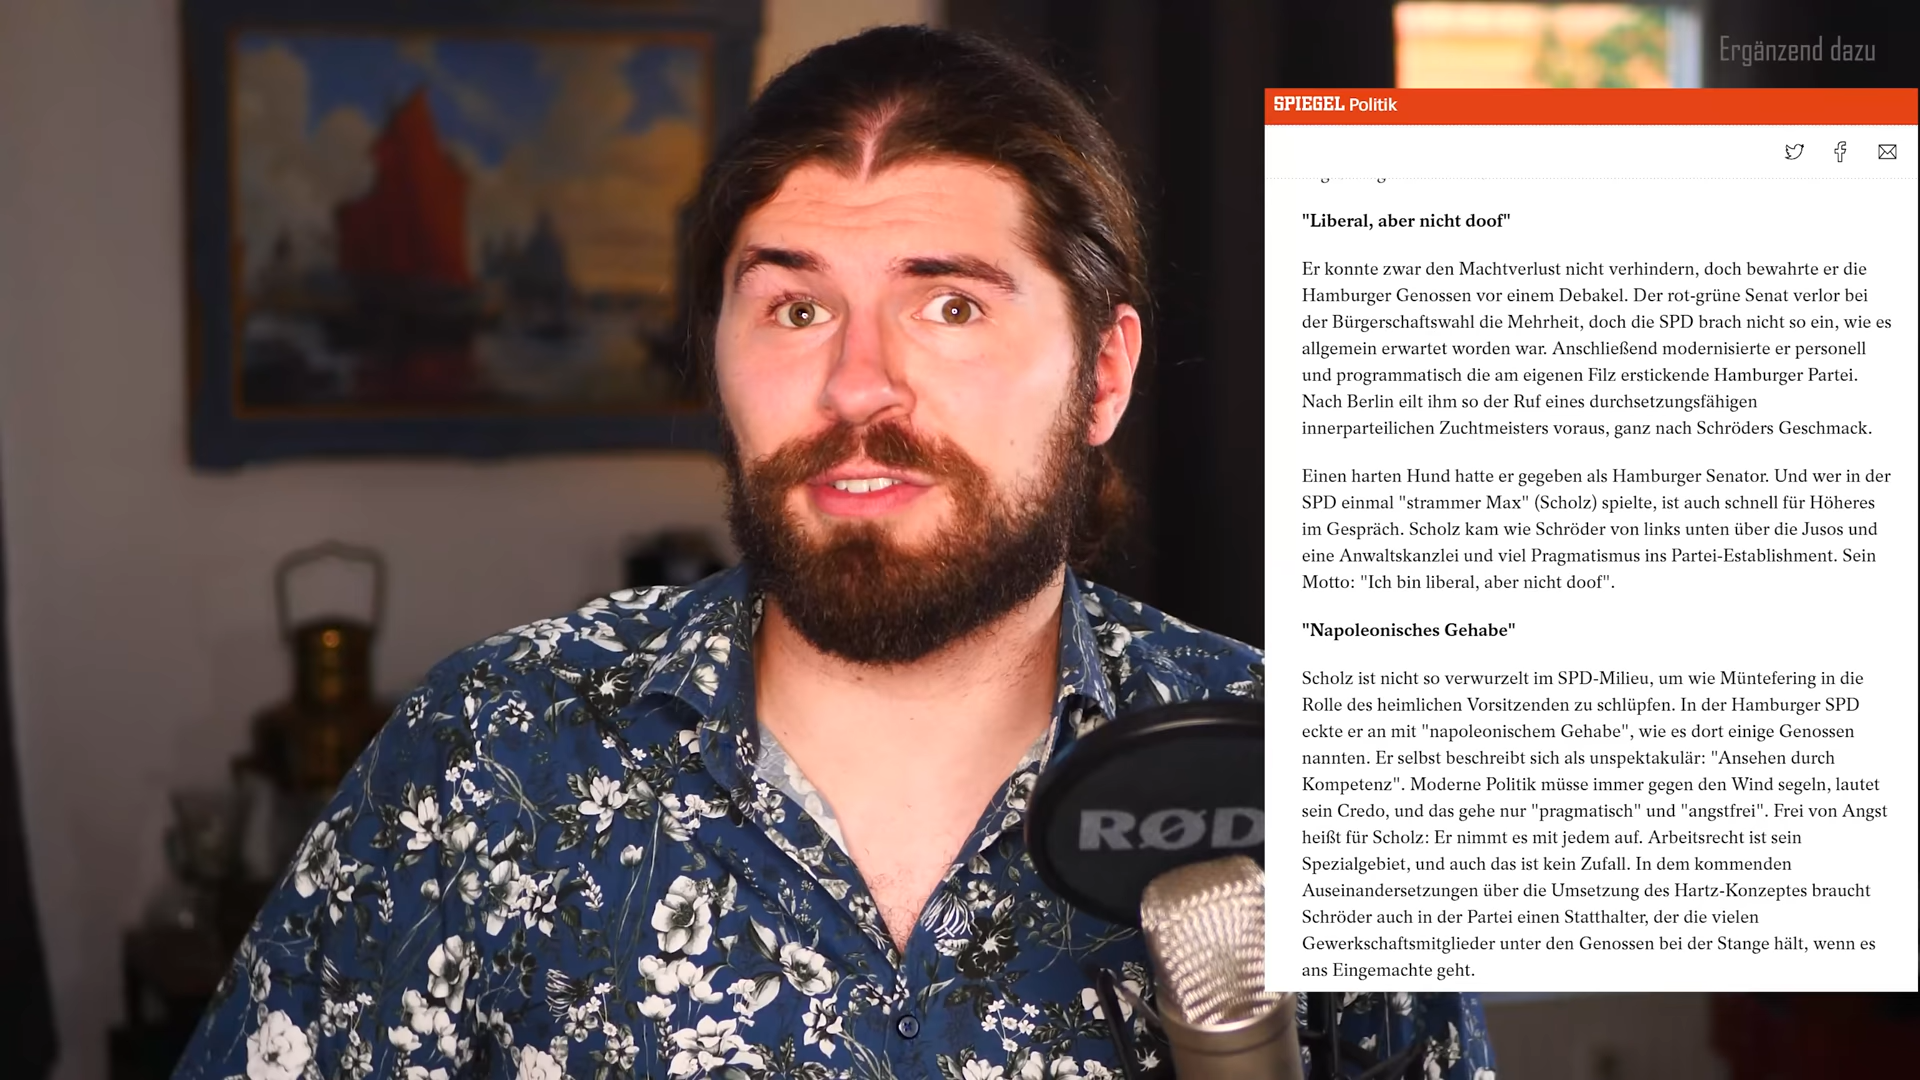 Ergänzend dazu
SPIEGEL Politik
"Liberal, aber nicht doof"
Er konnte zwar den Machtverlust nicht verhindern, doch bewahrte er die
Hamburger Genossen vor einem Debakel. Der rot-grüne Senat verlor bei
der Bürgerschaftswahl die Mehrheit, doch die SPD brach nicht so ein, wie es
allgemein erwartet worden war. Anschließend modernisierte er personell
und programmatisch die am eigenen Filz erstickende Hamburger Partei.
Nach Berlin eilt ihm so der Ruf eines durchsetzungsfähigen
innerparteilichen Zuchtmeisters voraus, ganz nach Schröders Geschmack.
Einen harten Hund hatte er gegeben als Hamburger Senator. Und wer in der
SPD einmal "strammer Max" (Scholz) spielte, ist auch schnell für Höheres
im Gespräch. Scholz kam wie Schröder von links unten über die Jusos und
eine Anwaltskanzlei und viel Pragmatismus ins Partei-Establishment. Sein
Motto: "Ich bin liberal, aber nicht doof".
"Napoleonisches Gehabe"
Scholz ist nicht so verwurzelt im SPD-Milieu, um wie Müntefering in die
Rolle des heimlichen Vorsitzenden zu schlüpfen. In der Hamburger SPD
eckte er an mit "napoleonischem Gehabe", wie es dort einige Genossen
nannten. Er selbst beschreibt sich als unspektakulär: "Ansehen durch
Kompetenz". Moderne Politik müsse immer gegen den Wind segeln, lautet
sein Credo, und das gehe nur "pragmatisch" und "angstfrei". Frei von Angst
heißt für Scholz: Er nimmt es mit jedem auf. Arbeitsrecht ist sein
Spezialgebiet, und auch das ist kein Zufall. In dem kommenden
Auseinandersetzungen über die Umsetzung des Hartz-Konzeptes braucht
Schröder auch in der Partei einen Statthalter, der die vielen
Gewerkschaftsmitglieder unter den Genossen bei der Stange hält, wenn es
ans Eingemachte geht.
RØD